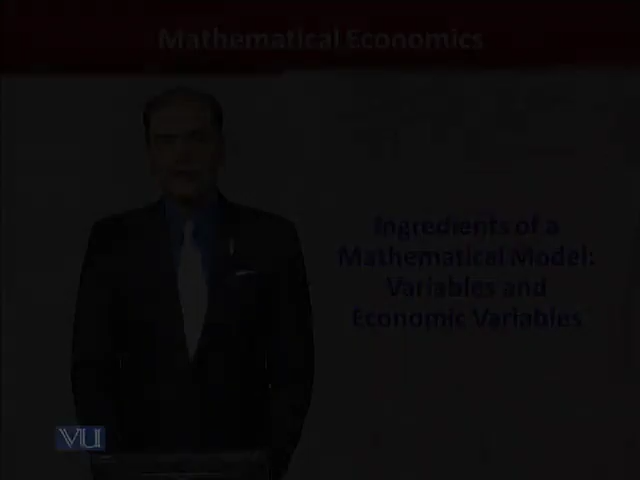 Mathematical Economics
Ingredients of a
Mathematical Model:
Variables and
Economic Variables
VU